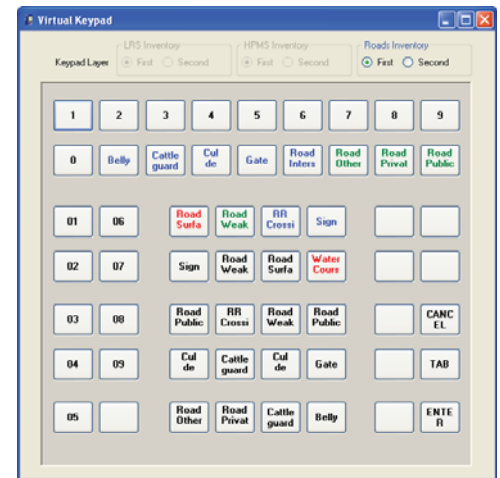 Virtual Keypad
LRS Inventory HPMS Inventory Roads Inventory
Keypad Layer First Second First Second First Second
1 2 3 4 5 6 7 8 9
0 Belly Cattle guard Cul de Gate Road Inters Road Other Road Privat Road Public
01 06 Road Surfa Road Weak RR Crossi Sign
02 07 Sign Road Weak Road Surfa Water Cours
03 08 Road Public RR Crossi Road Weak Road Public CANC EL
04 09 Cul de Cattle guard Cul de Gate TAB
05 Road Other Road Privat Cattle guard Belly ENTE R